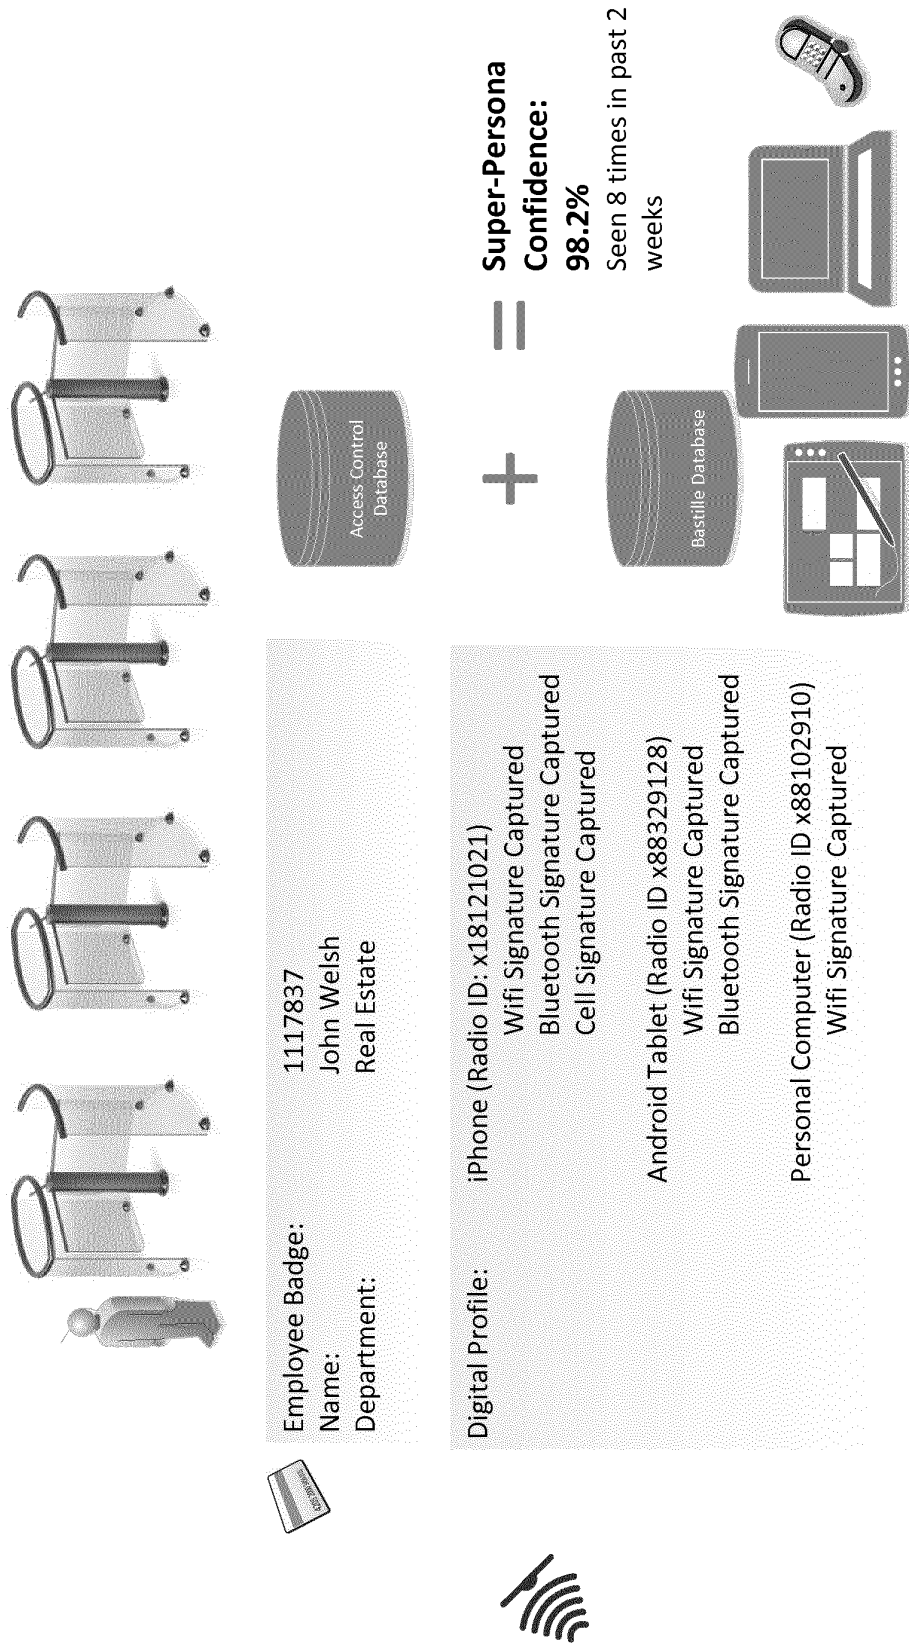 Employee Badge: 1117837
Name: John Welsh
Department: Real Estate
Access Control
Database
Digital Profile: iPhone (Radio ID: x18121021)
Wifi Signature Captured
Bluetooth Signature Captured
Cell Signature Captured
Android Tablet (Radio ID x88329128)
Wifi Signature Captured
Bluetooth Signature Captured
Personal Computer (Radio ID x88102910)
Wifi Signature Captured
+
Bastille Database
=
Super-Persona
Confidence:
98.2%
Seen 8 times in past 2
weeks